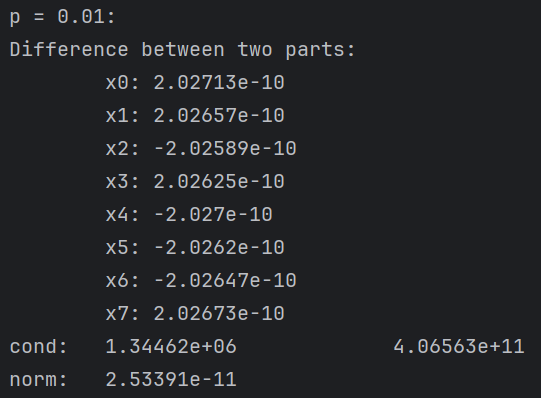 p = 0.01:
Difference between two parts:
x0: 2.02713e-10
x1: 2.02657e-10
x2: -2.02589e-10
x3: 2.02625e-10
x4: -2.027e-10
x5: -2.0262e-10
x6: -2.02647e-10
x7: 2.02673e-10
cond: 1.34462e+06 4.06563e+11
norm: 2.53391e-11